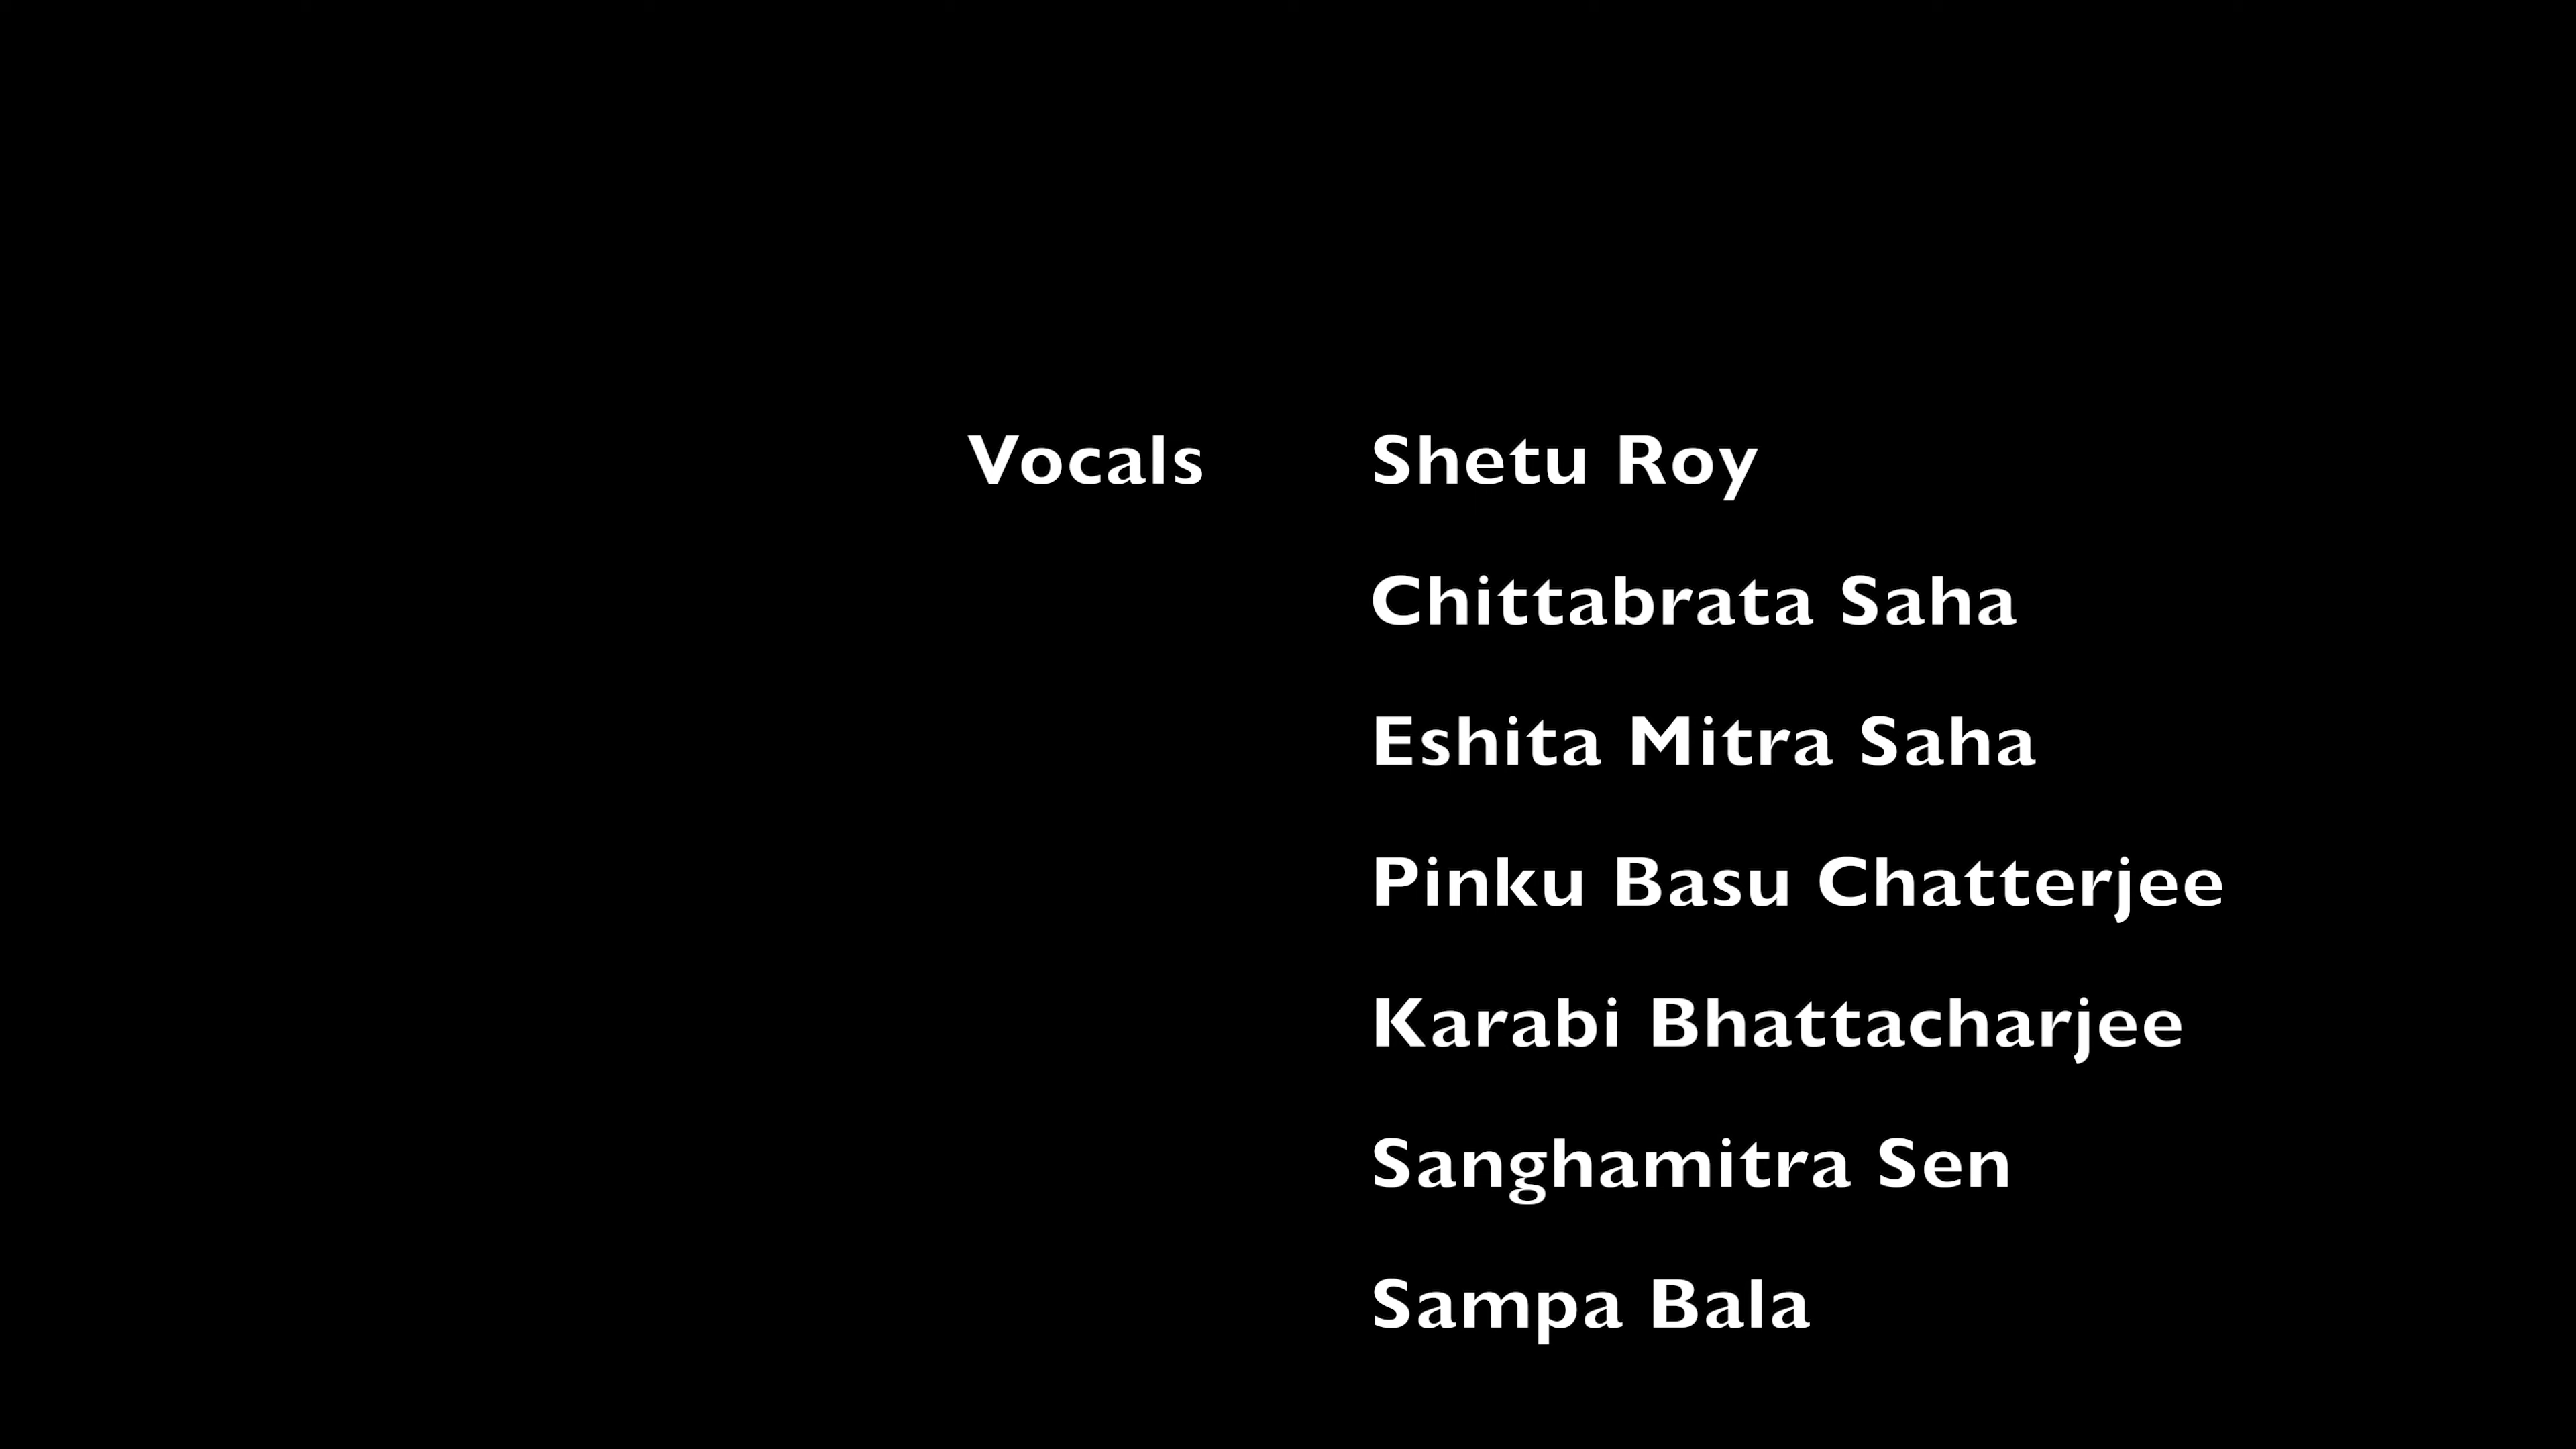 Vocals Shetu Roy
Chittabrata Saha
Eshita Mitra Saha
Pinku Basu Chatterjee
Karabi Bhattacharjee
Sanghamitra Sen
Sampa Bala